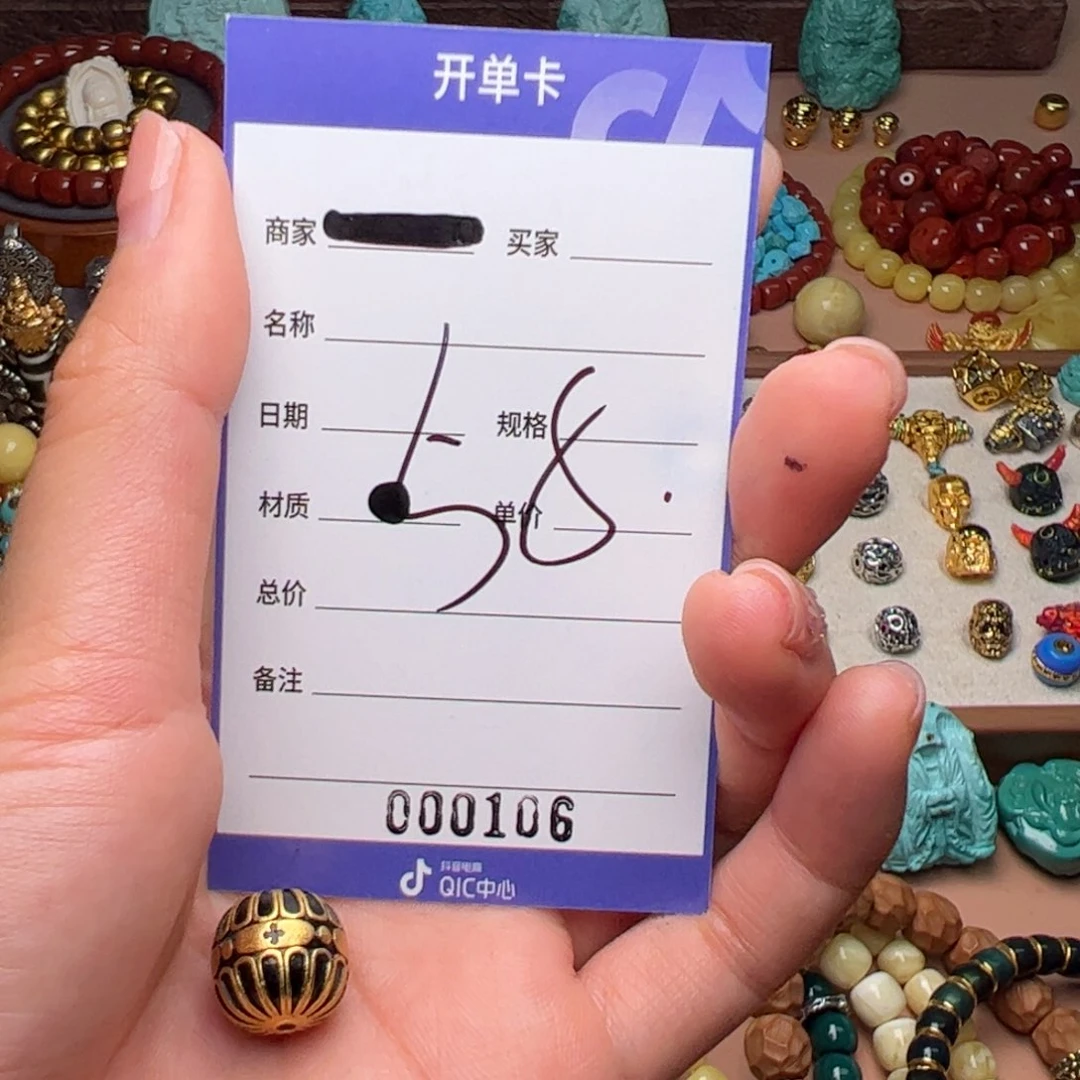 开单卡
商家 买家
名称
日期 规格
材质 单价
58.
总价
备注
000106
抖音电商
QIC中心